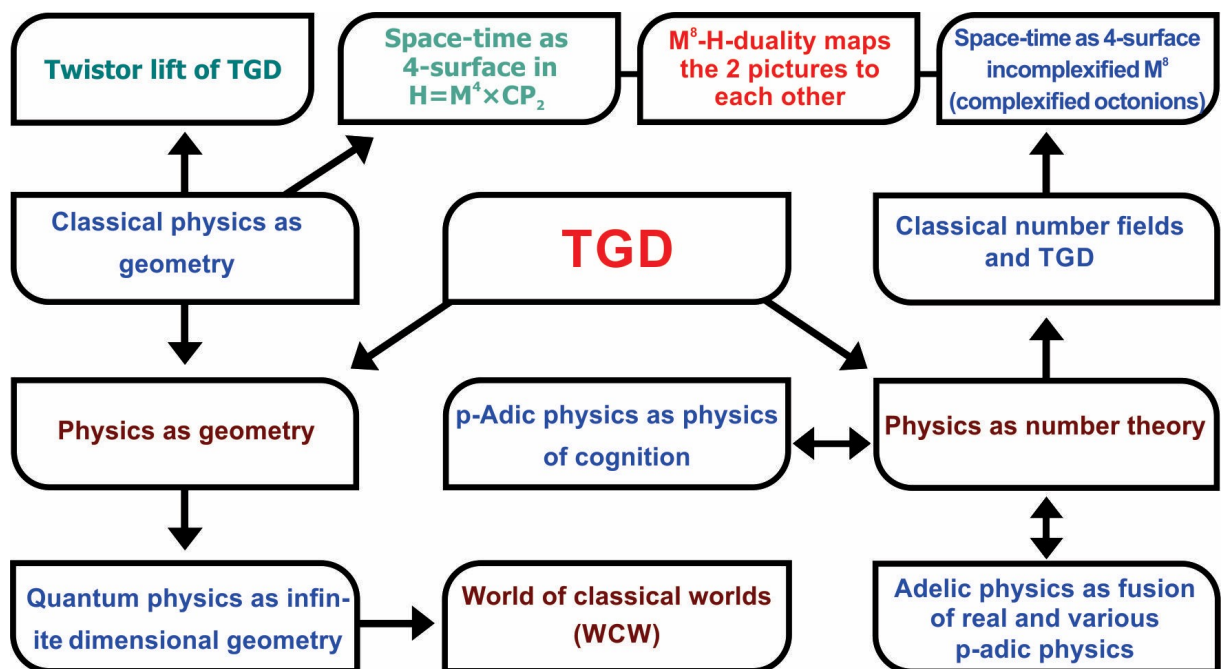 Twistor lift of TGD
Space-time as
4-surface in
H=M⁴×CP₂
M⁸-H-duality maps
the 2 pictures to
each other
Space-time as 4-surface
incomplexified M⁸
(complexified octonions)
Classical physics as
geometry
TGD
Classical number fields
and TGD
Physics as geometry
p-Adic physics as physics
of cognition
Physics as number theory
Quantum physics as infin-
ite dimensional geometry
World of classical worlds
(WCW)
Adelic physics as fusion
of real and various
p-adic physics